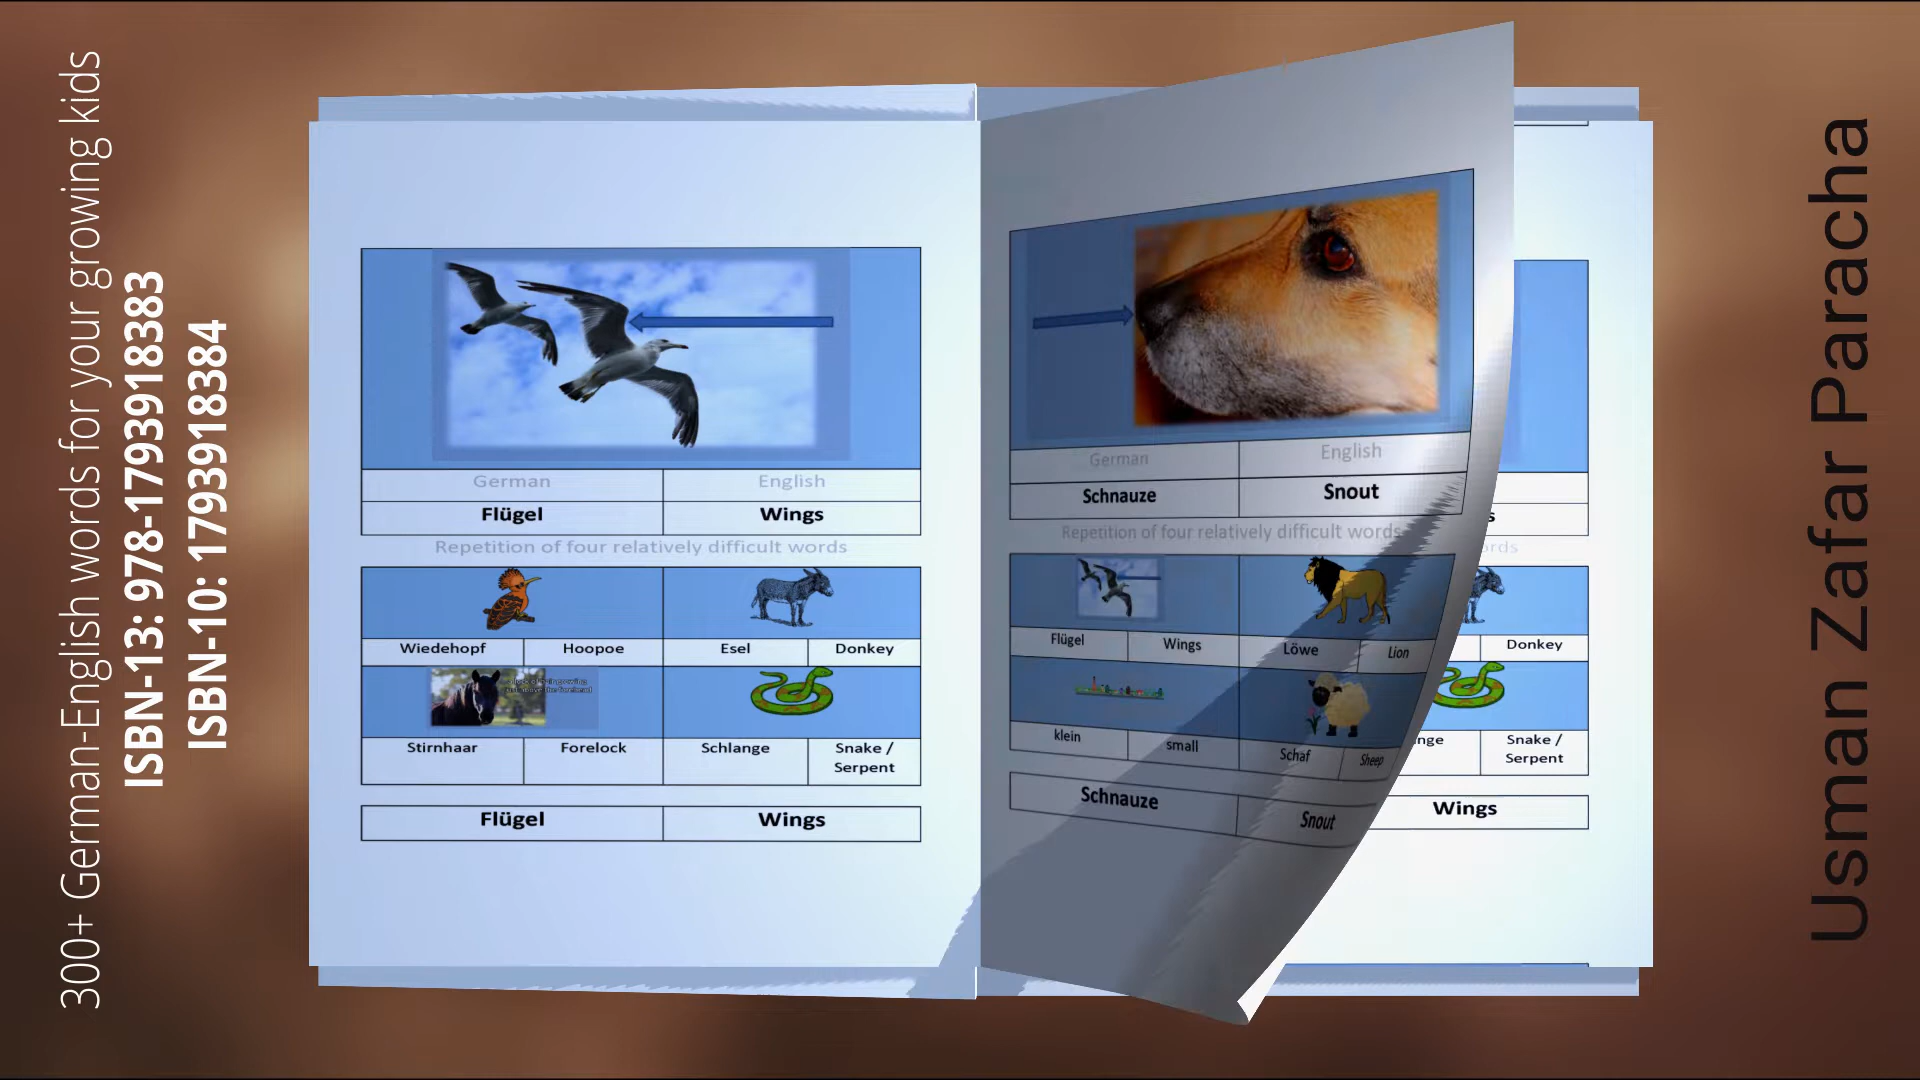 300+ German-English words for your growing kids
ISBN-13: 978-1793918383
ISBN-10: 1793918384
German English
Flügel Wings
Repetition of four relatively difficult words
Wiedehopf Hoopoe Esel Donkey
Stirnhaar Forelock Schlange Snake /
Serpent
Flügel Wings
German English
Schnauze Snout
Repetition of four relatively difficult words
Flügel Wings Löwe Lion
klein small Schaf Sheep
Schnauze Snout
Donkey
Snake /
Serpent
Wings
Usman Zafar Paracha